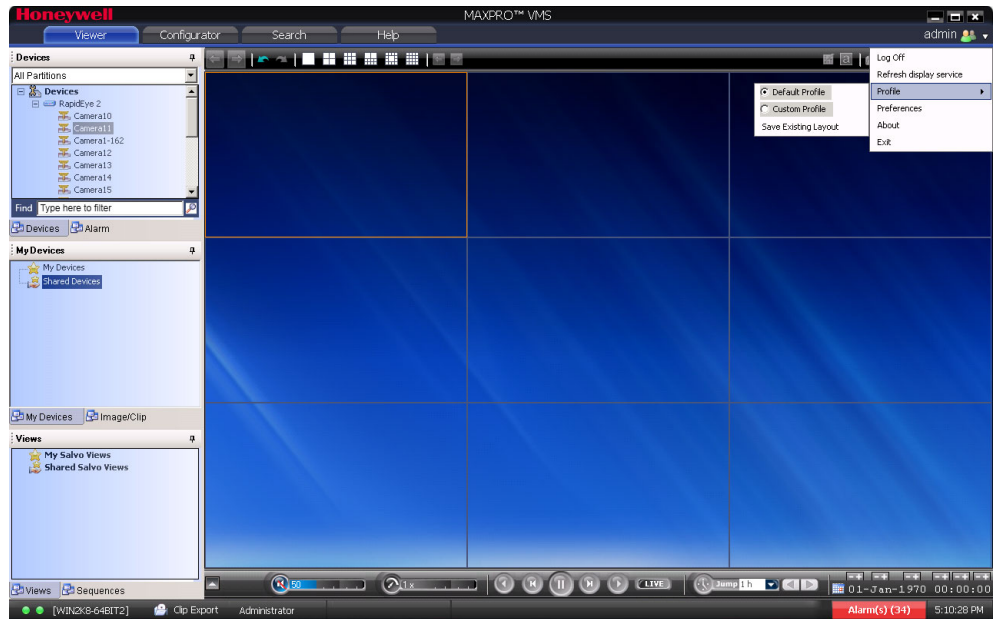 Honeywell
MAXPRO™ VMS
Viewer
Configurator
Search
Help
admin
Devices
All Partitions
Devices
RapidEye 2
Camera10
Camera11
Camera1-162
Camera12
Camera13
Camera14
Camera15
Find Type here to filter
Devices
Alarm
My Devices
My Devices
Shared Devices
My Devices
Image/Clip
Views
My Salvo Views
Shared Salvo Views
Views
Sequences
Log Off
Refresh display service
Profile
Preferences
About
Exit
Default Profile
Custom Profile
Save Existing Layout
50
1x
LIVE
Jump 1 h
01-Jan-1970 00:00:00
[WIN2K8-64BIT2]
Clip Export
Administrator
Alarm(s) (34)
5:10:28 PM